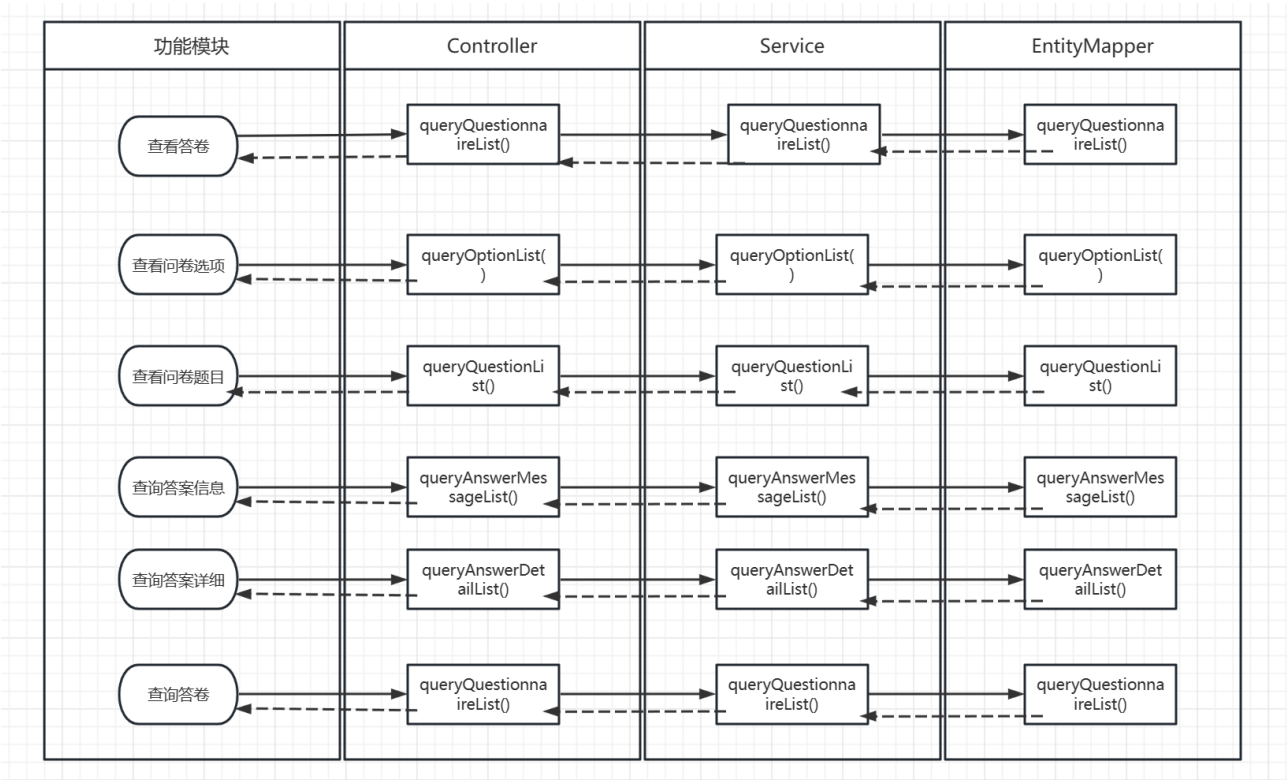 功能模块
Controller
Service
EntityMapper
查看答卷
queryQuestionna
ireList()
queryQuestionna
ireList()
queryQuestionna
ireList()
查看问卷选项
queryOptionList(
)
queryOptionList(
)
queryOptionList(
)
查看问卷题目
queryQuestionLi
st()
queryQuestionLi
st()
queryQuestionLi
st()
查询答案信息
queryAnswerMes
sageList()
queryAnswerMes
sageList()
queryAnswerMes
sageList()
查询答案详细
queryAnswerDet
ailList()
queryAnswerDet
ailList()
queryAnswerDet
ailList()
查询答卷
queryQuestionna
ireList()
queryQuestionna
ireList()
queryQuestionna
ireList()